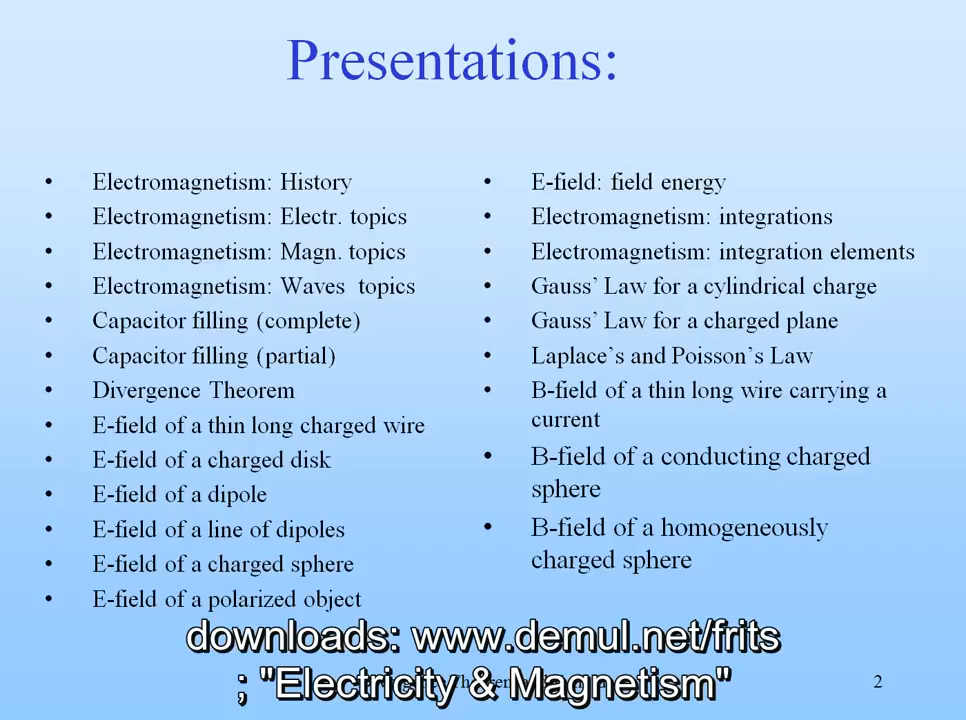 Presentations:
• Electromagnetism: History
• Electromagnetism: Electr. topics
• Electromagnetism: Magn. topics
• Electromagnetism: Waves topics
• Capacitor filling (complete)
• Capacitor filling (partial)
• Divergence Theorem
• E-field of a thin long charged wire
• E-field of a charged disk
• E-field of a dipole
• E-field of a line of dipoles
• E-field of a charged sphere
• E-field of a polarized object
• E-field: field energy
• Electromagnetism: integrations
• Electromagnetism: integration elements
• Gauss’ Law for a cylindrical charge
• Gauss’ Law for a charged plane
• Laplace’s and Poisson’s Law
• B-field of a thin long wire carrying a
current
• B-field of a conducting charged
sphere
• B-field of a homogeneously
charged sphere
downloads: www.demul.net/frits
; "Electricity & Magnetism"
2